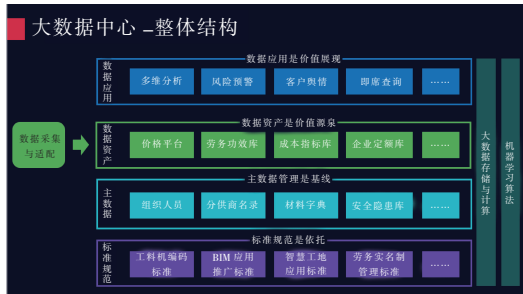 大数据中心 –整体结构
数据应用是价值展现
数据应用
多维分析
风险预警
客户舆情
即席查询
……
数据资产是价值源泉
数据采集
与适配
数据资产
价格平台
劳务功效库
成本指标库
企业定额库
……
主数据管理是基线
主数据
组织人员
分供商名录
材料字典
安全隐患库
……
标准规范是依托
标准规范
工料机编码
标准
BIM 应用
推广标准
智慧工地
应用标准
劳务实名制
管理标准
……
大数据存储与计算
机器学习算法